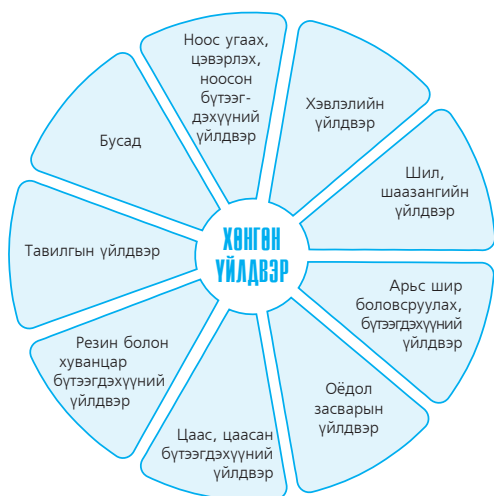 Ноос угаах,
цэвэрлэх,
ноосон
бүтээг-
дэхүүний
үйлдвэр
Хэвлэлийн
үйлдвэр
Шил,
шаазангийн
үйлдвэр
Арьс шир
боловсруулах,
бүтээгдэхүүний
үйлдвэр
Оёдол
засварын
үйлдвэр
Цаас, цаасан
бүтээгдэхүүний
үйлдвэр
Резин болон
хуванцар
бүтээгдэхүүний
үйлдвэр
Тавилгын үйлдвэр
Бусад
ХӨНГӨН
ҮЙЛДВЭР